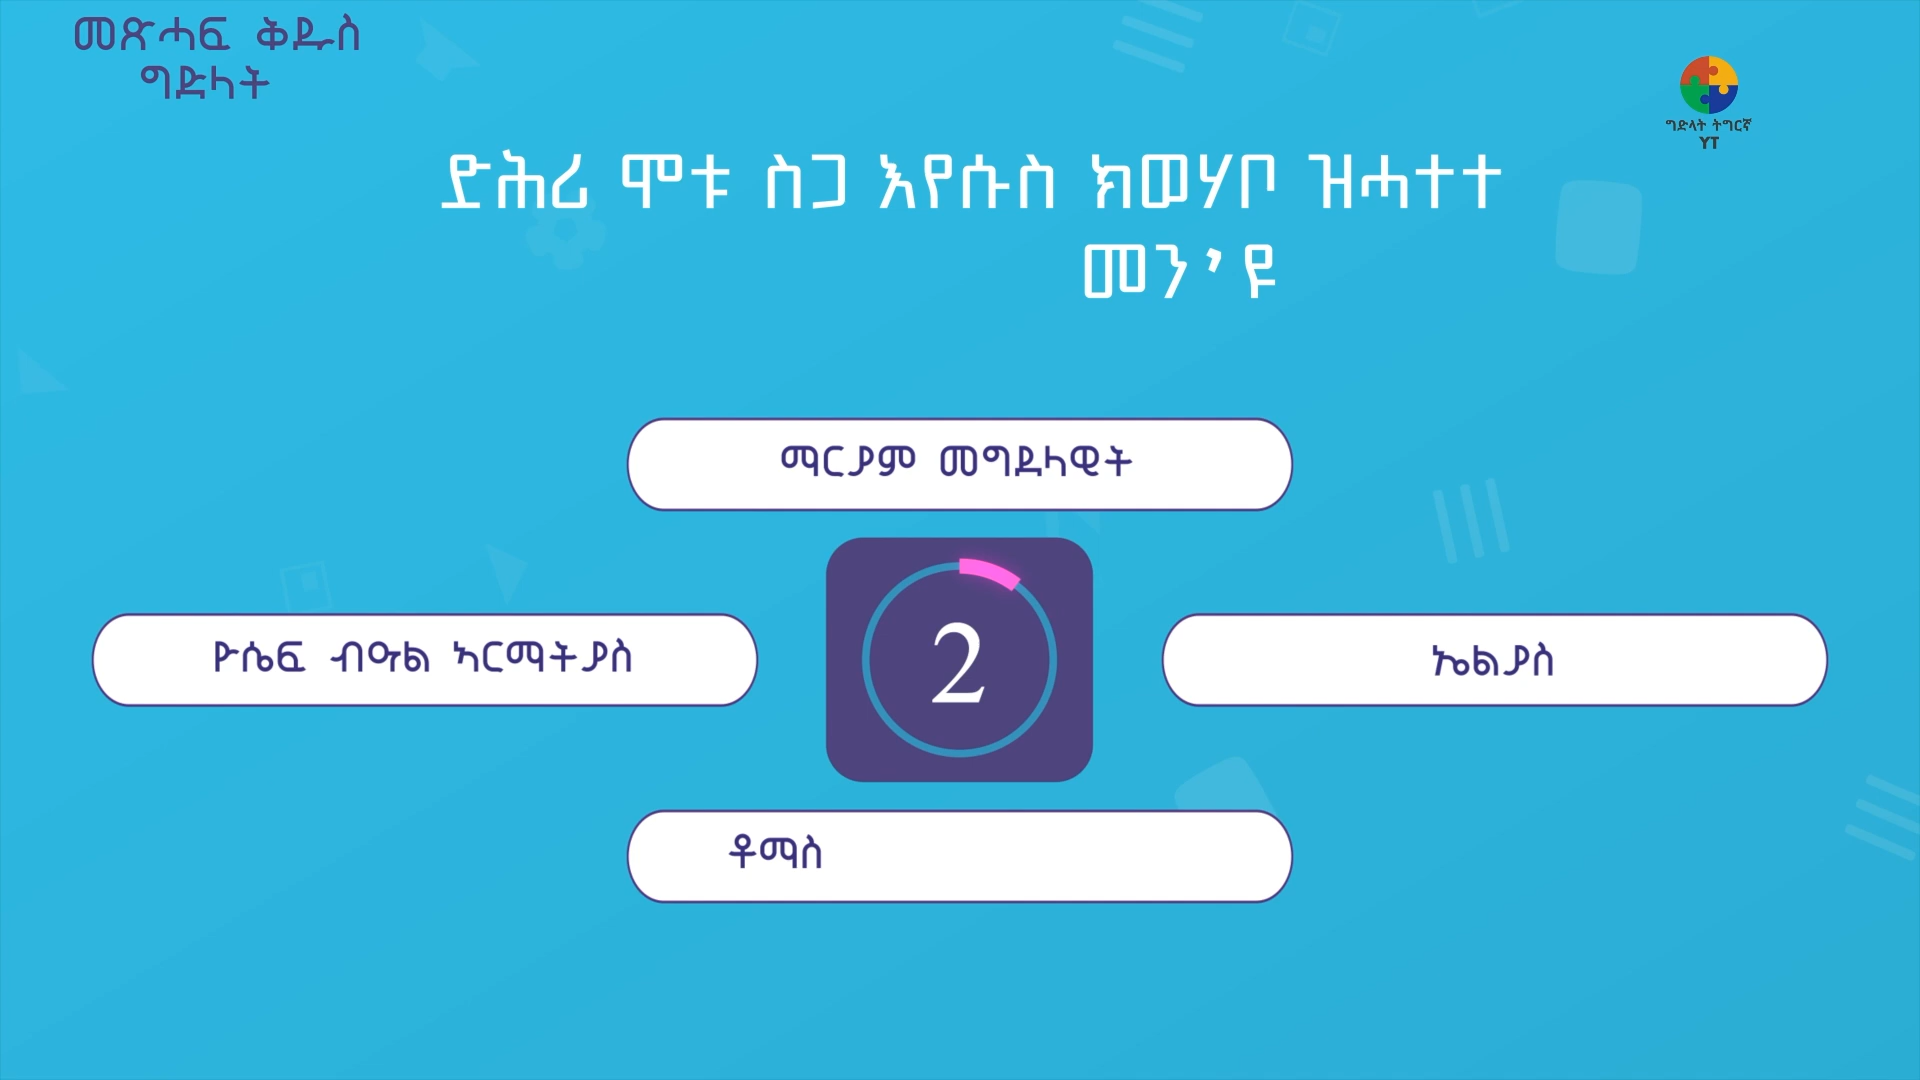 መጽሓፍ ቅዱስ
ግድላት
ግድላት ትግርኛ
YT
ድሕሪ ሞቱ ስጋ እየሱስ ክወሃቦ ዝሓተተ
መን’ዩ
ማርያም መግደላዊት
ዮሴፍ ብዓል ኣርማትያስ
2
ኤልያስ
ቶማስ